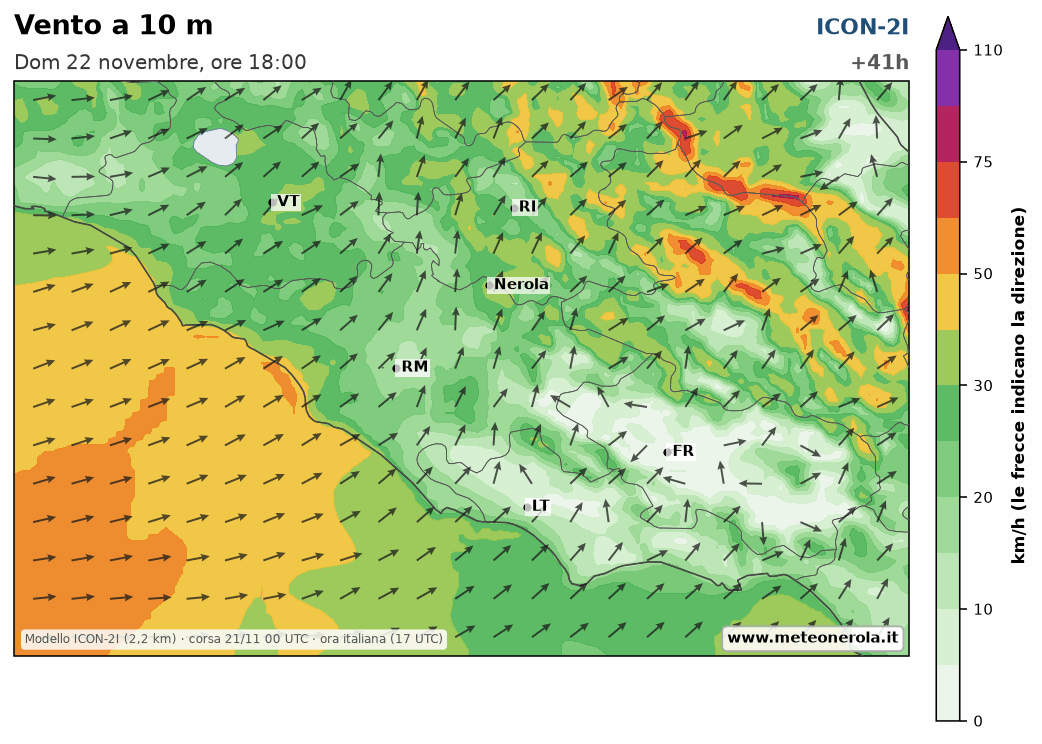 Vento a 10 m
ICON-2I
Dom 22 novembre, ore 18:00
+41h
VT
RI
Nerola
RM
FR
LT
Modello ICON-2I (2,2 km) · corsa 21/11 00 UTC · ora italiana (17 UTC)
www.meteonerola.it
110
75
50
30
20
10
0
km/h (le frecce indicano la direzione)